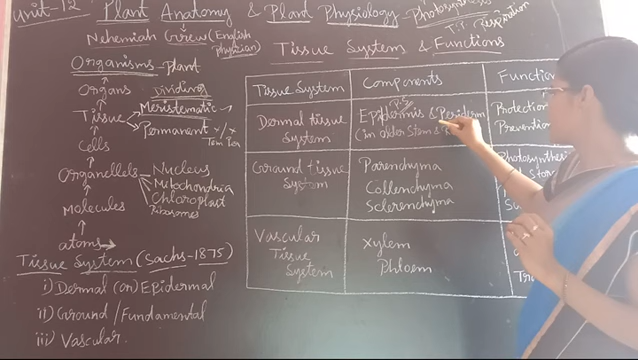 Unit-12 Plant Anatomy & Plant Physiology - Photosynthesis
Respiration
Nehemiah Grew (English
physician)
Tissue System & Functions
Organisms - Plant
Organs
Dividing
Tissue
Meristematic
Permanent
Cells
Organelles
Nucleus
Mitochondria
Chloroplast
Ribosomes
Molecules
atoms
Tissue System (Sachs-1875)
i) Dermal (or) Epidermal
ii) Ground / Fundamental
iii) Vascular.
Tissue System
Components
Function
Dermal tissue
System
Epidermis & Periderm
(in older Stem &
Protection
Prevention
Ground tissue
System
Parenchyma
Collenchyma
Sclerenchyma
Photosynthesis
Vascular
Tissue
System
Xylem
Phloem